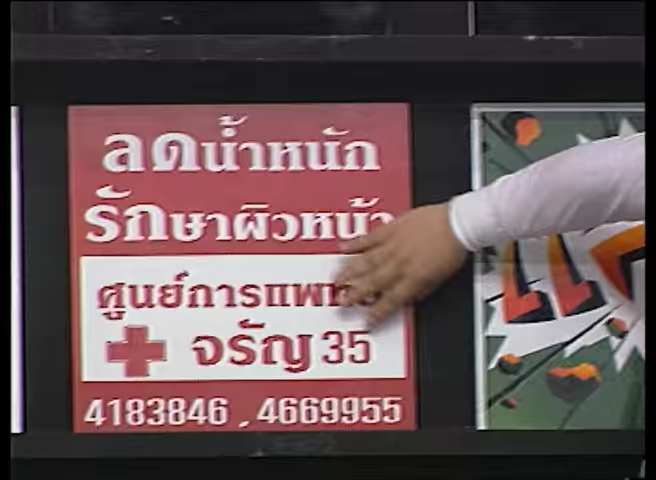 ลดน้ำหนัก
รักษาผิวหน้า
ศูนย์การแพทย์
จรัญ 35
4183846 , 4669955